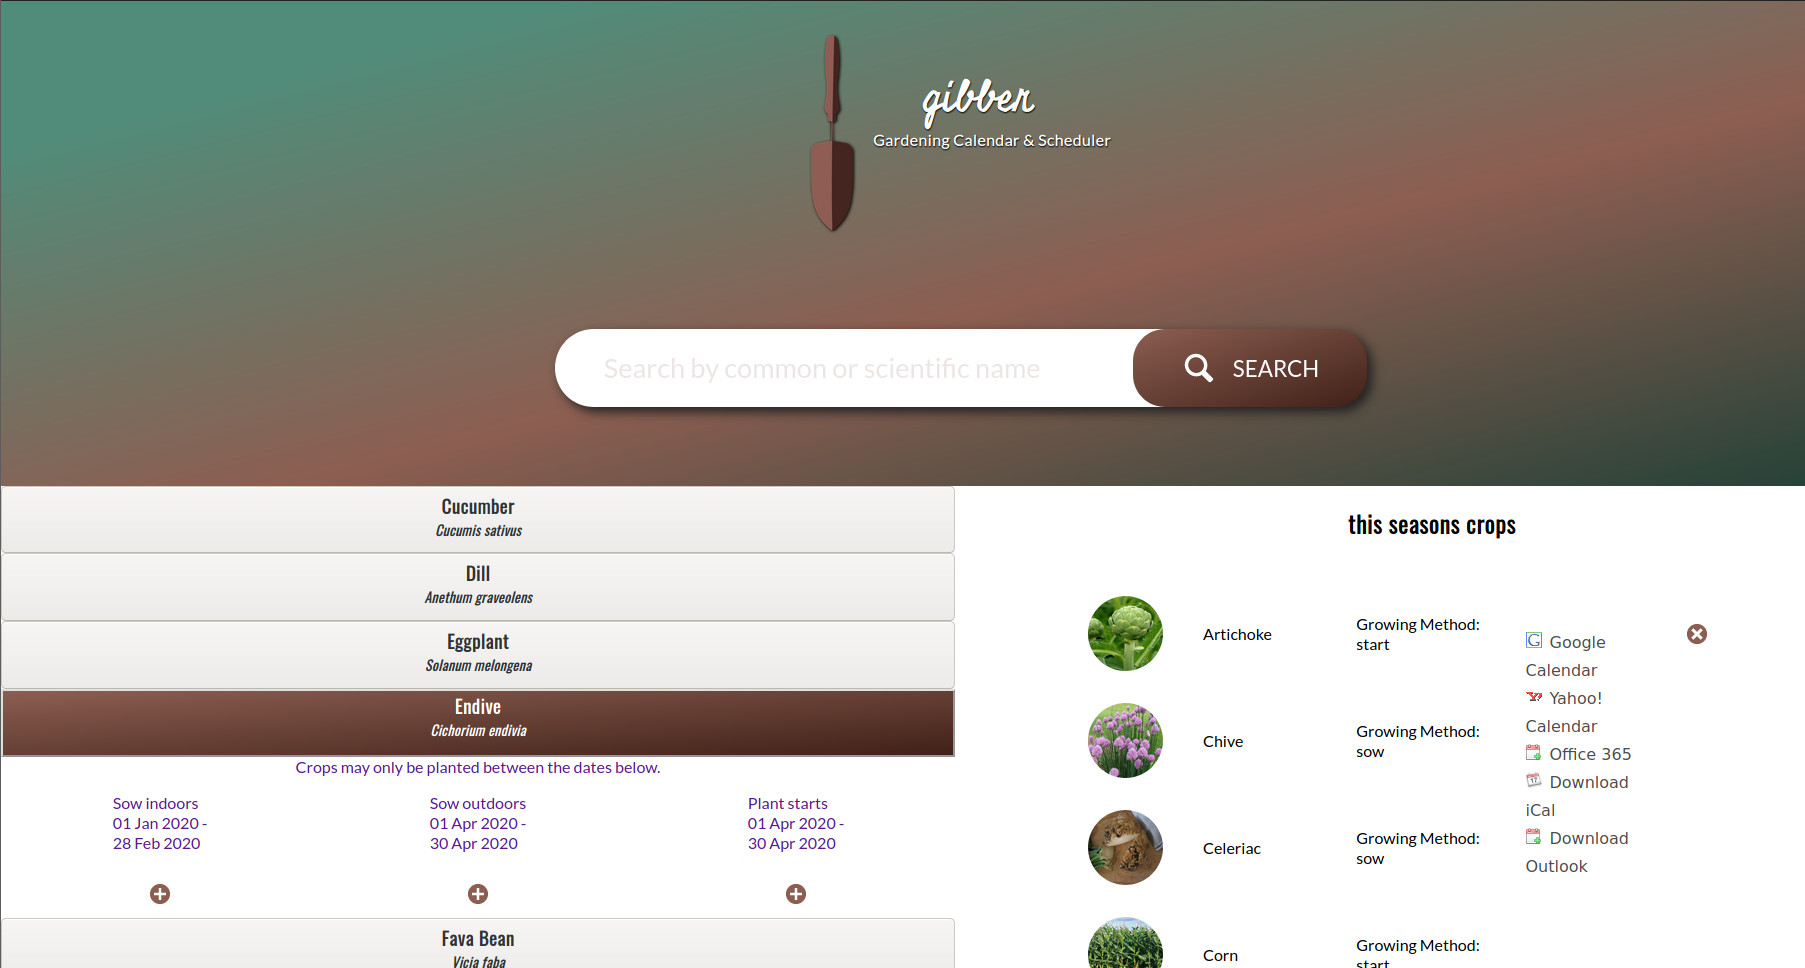 gibber
Gardening Calendar & Scheduler
Search by common or scientific name
SEARCH
Cucumber
Cucumis sativus
Dill
Anethum graveolens
Eggplant
Solanum melongena
Endive
Cichorium endivia
Crops may only be planted between the dates below.
Sow indoors
01 Jan 2020 -
28 Feb 2020
Sow outdoors
01 Apr 2020 -
30 Apr 2020
Plant starts
01 Apr 2020 -
30 Apr 2020
Fava Bean
Vicia faba
this seasons crops
Artichoke
Growing Method:
start
Google
Calendar
Yahoo!
Calendar
Office 365
Download
iCal
Download
Outlook
Chive
Growing Method:
sow
Celeriac
Growing Method:
sow
Corn
Growing Method:
start